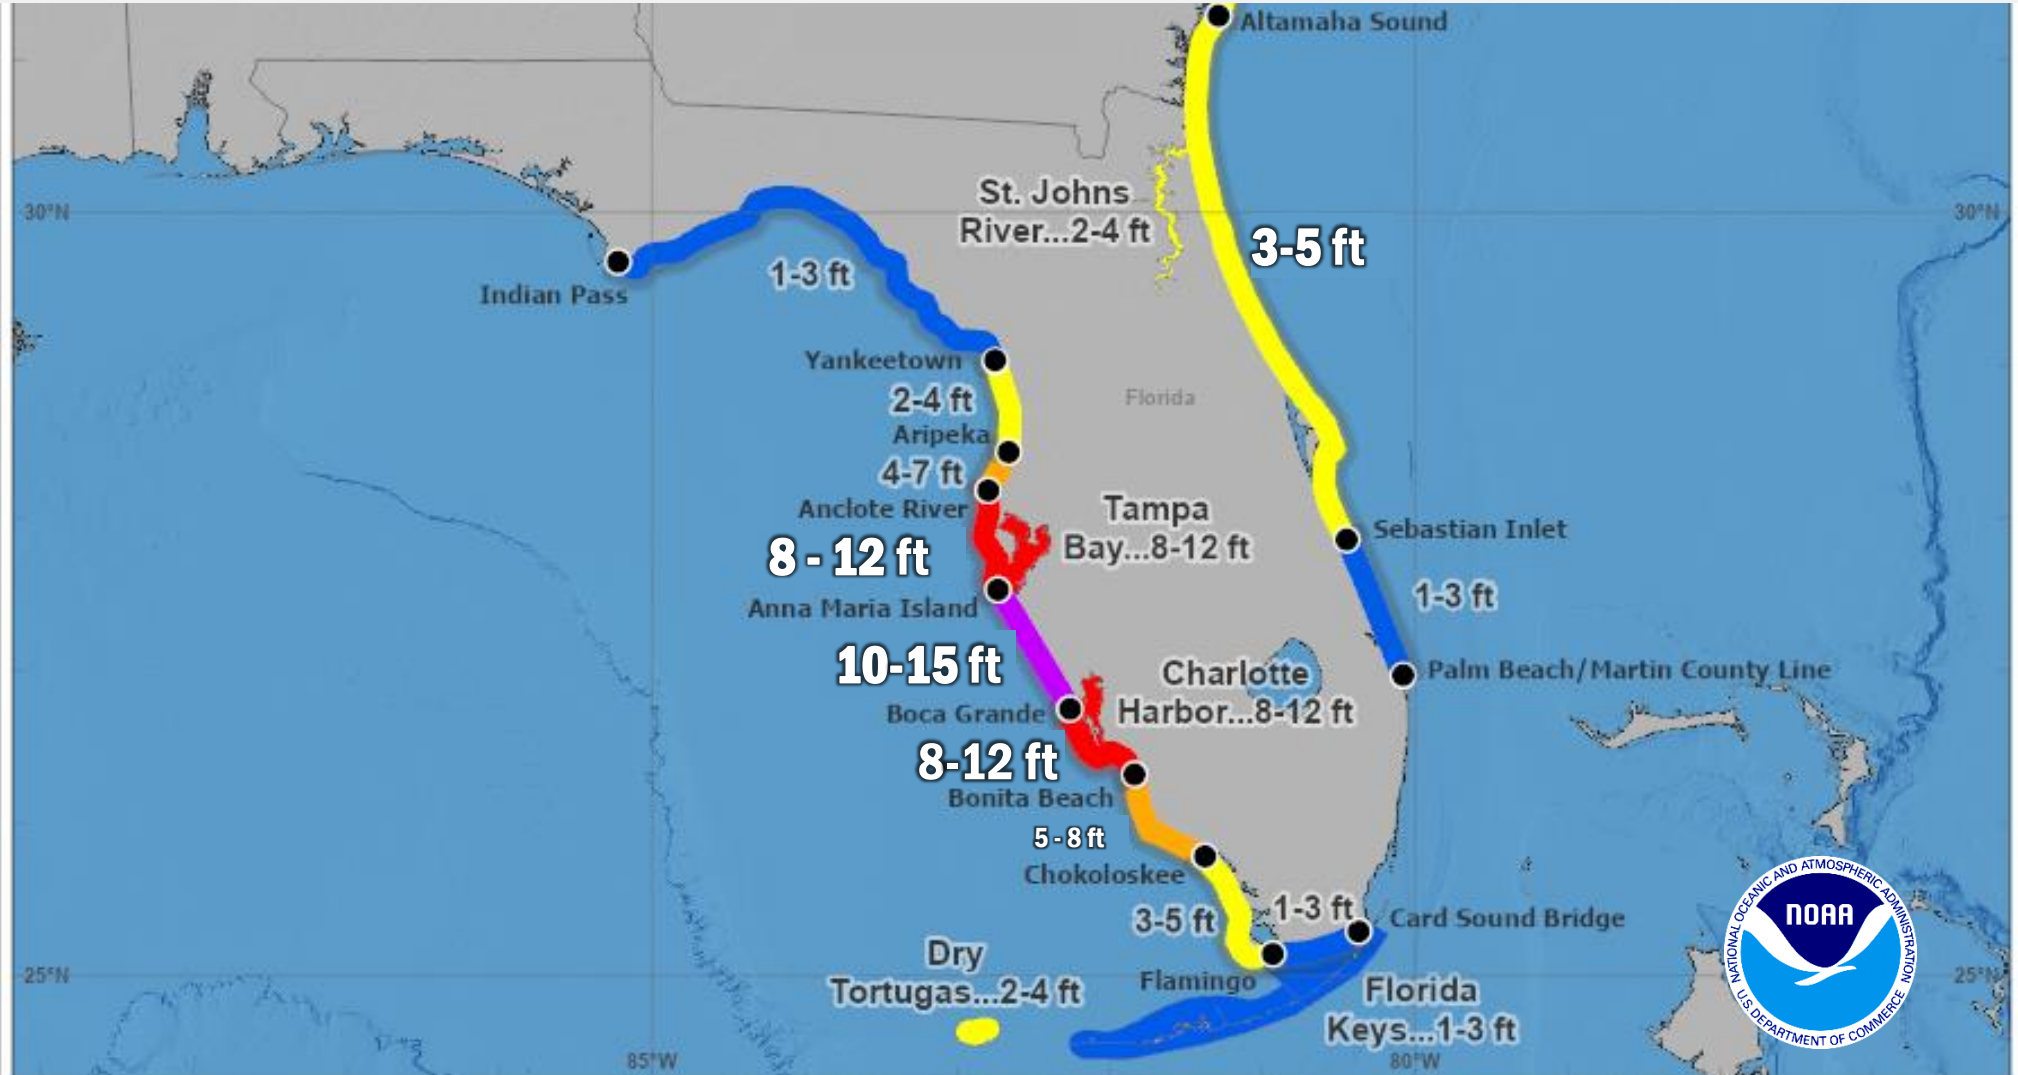 Altamaha Sound
30°N
St. Johns
River...2-4 ft
30°N
3-5 ft
1-3 ft
Indian Pass
Yankeetown
2-4 ft
Florida
Aripeka
4-7 ft
Anclote River
Tampa
Bay...8-12 ft
Sebastian Inlet
8 - 12 ft
1-3 ft
Anna Maria Island
10-15 ft
Charlotte
Harbor...8-12 ft
Palm Beach/Martin County Line
Boca Grande
8-12 ft
Bonita Beach
5 - 8 ft
Chokoloskee
3-5 ft
1-3 ft
Card Sound Bridge
NATIONAL OCEANIC AND ATMOSPHERIC ADMINISTRATION
NOAA
U.S. DEPARTMENT OF COMMERCE
Dry
Tortugas...2-4 ft
Flamingo
Florida
Keys...1-3 ft
25°N
25°N
85°W
80°W